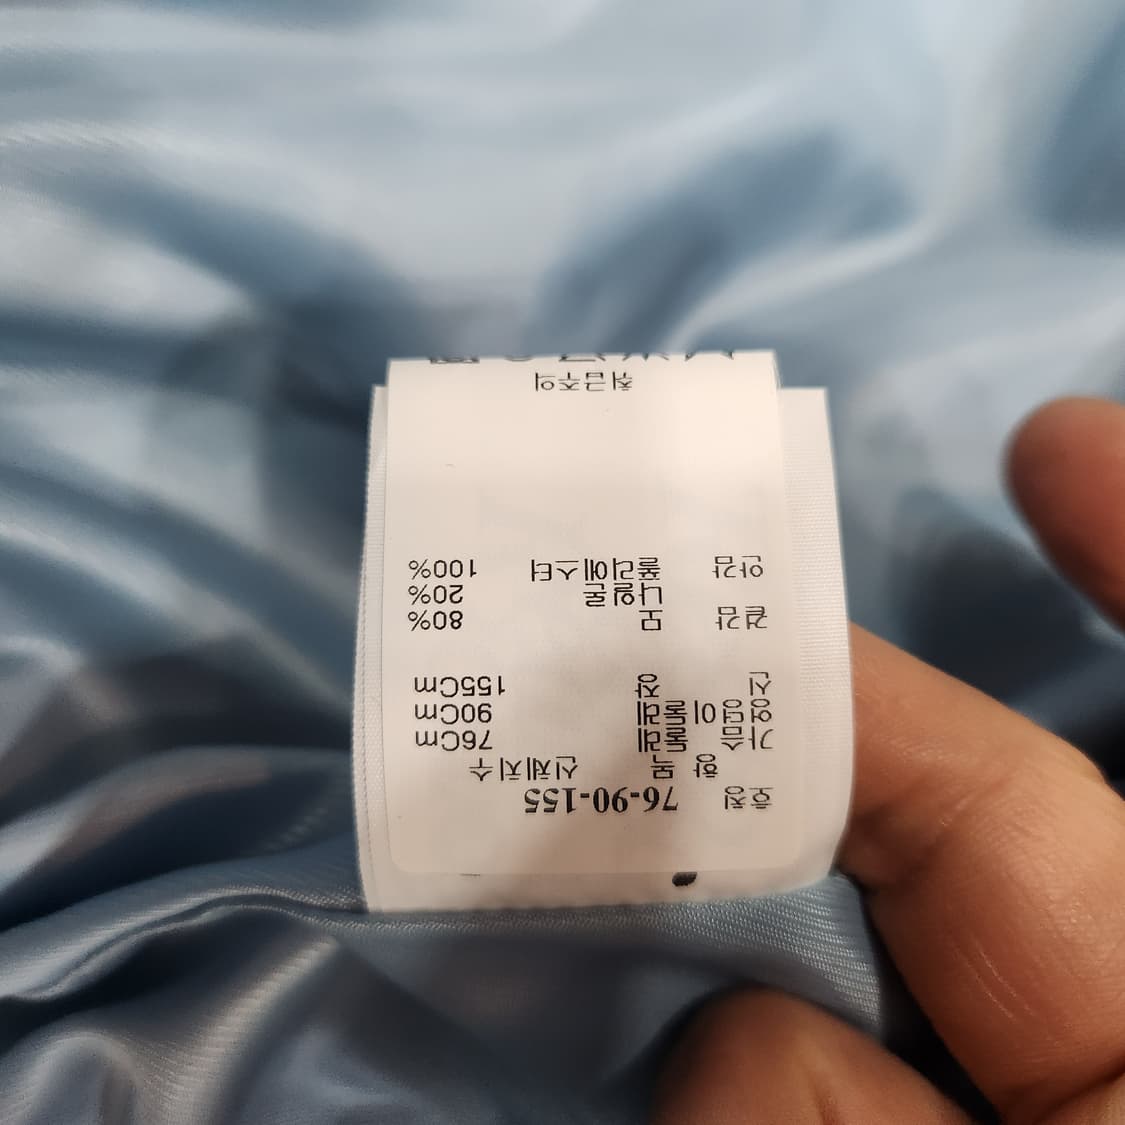 호칭 76-90-155
항 목 신체치수
가슴둘레 76Cm
엉덩이둘레 90Cm
신 장 155Cm
겉감 모 80%
나일론 20%
안감 폴리에스터 100%
취급주의